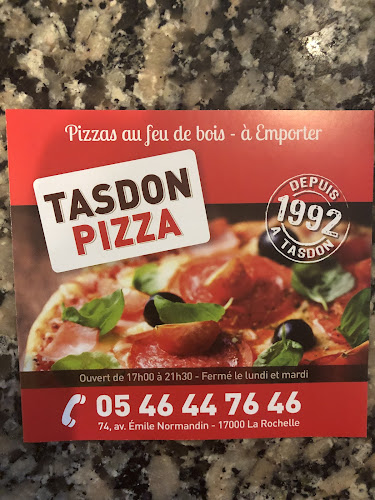 Pizzas au feu de bois - à Emporter
TASDON
PIZZA
DEPUIS
1992
A TASDON
Ouvert de 17h00 à 21h30 - Fermé le lundi et mardi
05 46 44 76 46
74, av. Émile Normandin - 17000 La Rochelle